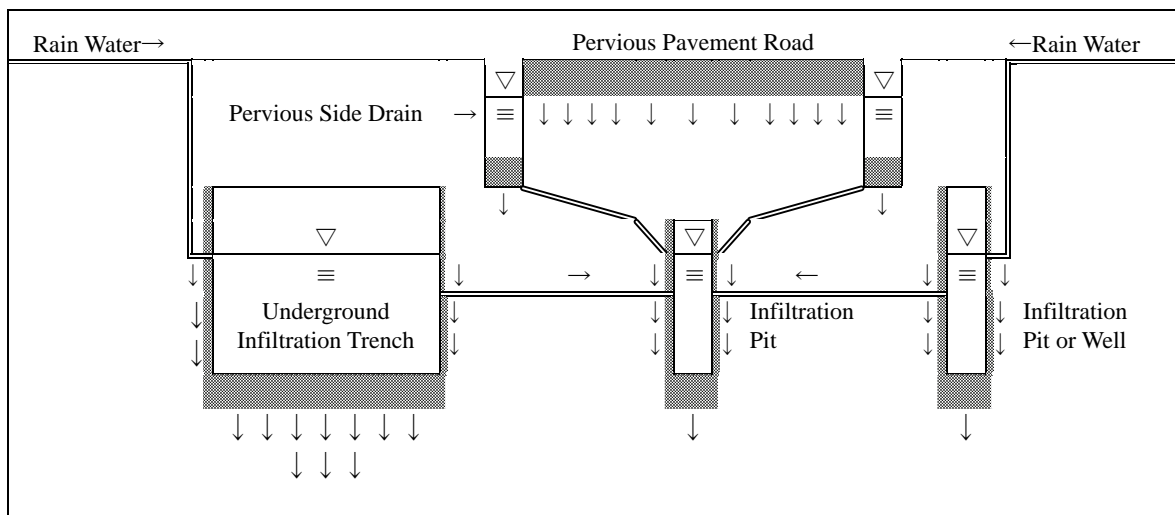 Rain Water→
Pervious Pavement Road
←Rain Water
Pervious Side Drain →
Underground
Infiltration Trench
Infiltration
Pit
Infiltration
Pit or Well